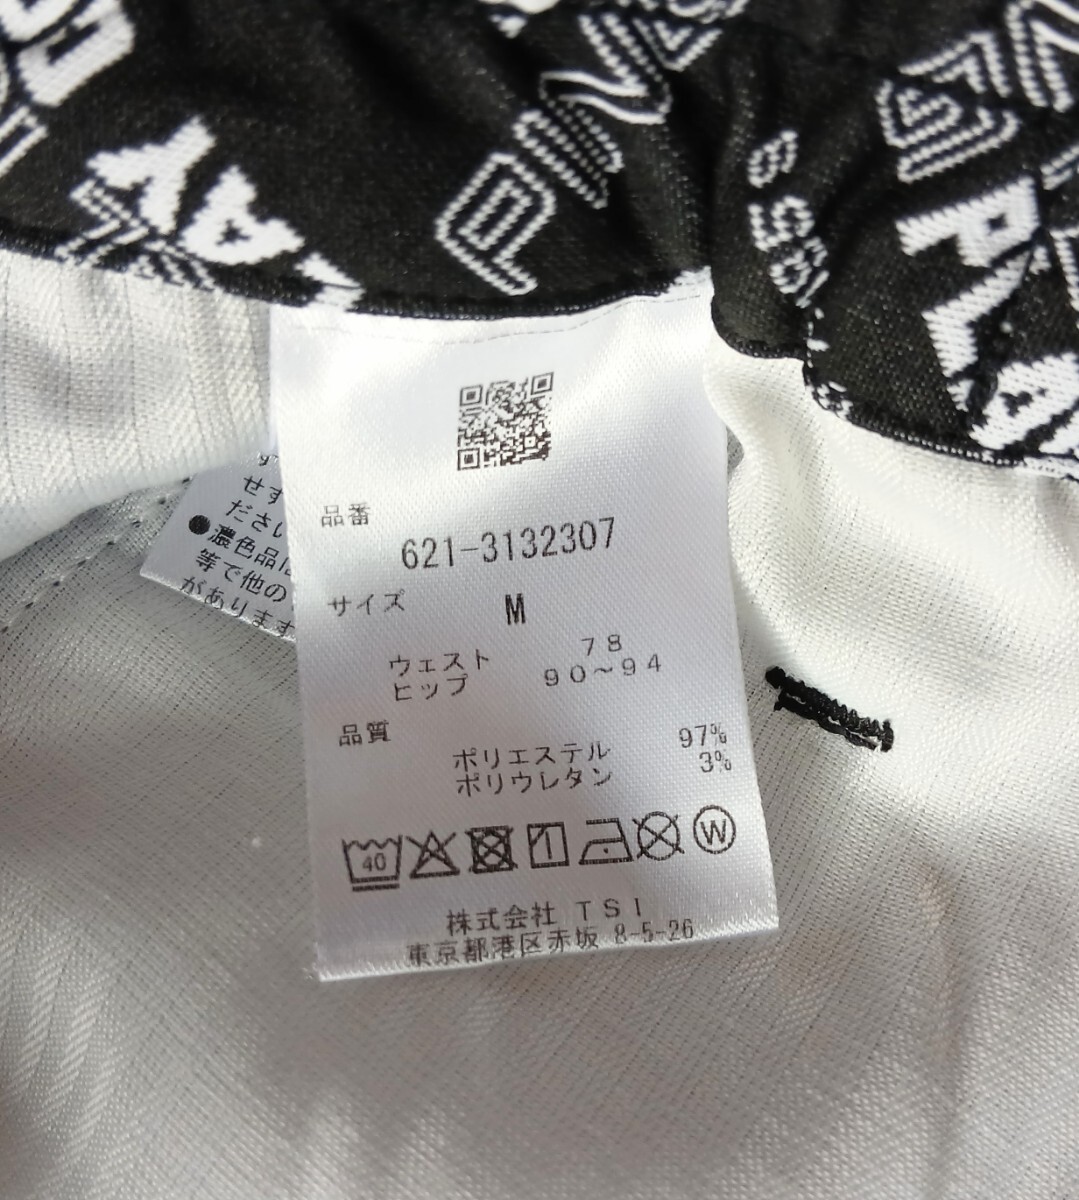 せず
ださい
●濃色品は
等で他の
があります
品番
621-3132307
サイズ M
ウェスト 78
ヒップ 90～94
品質
ポリエステル 97%
ポリウレタン 3%
40
W
株式会社 TSI
東京都港区赤坂 8-5-26